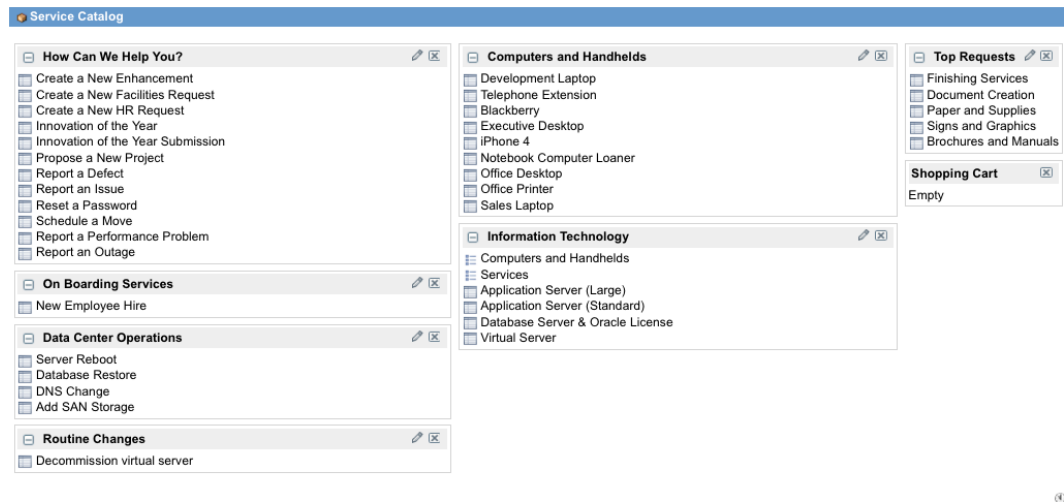 Service Catalog
How Can We Help You?
Create a New Enhancement
Create a New Facilities Request
Create a New HR Request
Innovation of the Year
Innovation of the Year Submission
Propose a New Project
Report a Defect
Report an Issue
Reset a Password
Schedule a Move
Report a Performance Problem
Report an Outage
On Boarding Services
New Employee Hire
Data Center Operations
Server Reboot
Database Restore
DNS Change
Add SAN Storage
Routine Changes
Decommission virtual server
Computers and Handhelds
Development Laptop
Telephone Extension
Blackberry
Executive Desktop
iPhone 4
Notebook Computer Loaner
Office Desktop
Office Printer
Sales Laptop
Information Technology
Computers and Handhelds
Services
Application Server (Large)
Application Server (Standard)
Database Server & Oracle License
Virtual Server
Top Requests
Finishing Services
Document Creation
Paper and Supplies
Signs and Graphics
Brochures and Manuals
Shopping Cart
Empty